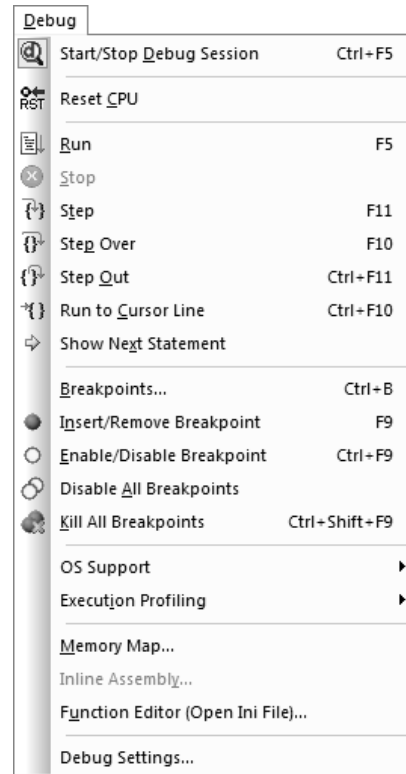 Debug
Start/Stop Debug Session Ctrl+F5
RST Reset CPU
Run F5
Stop
Step F11
Step Over F10
Step Out Ctrl+F11
Run to Cursor Line Ctrl+F10
Show Next Statement
Breakpoints... Ctrl+B
Insert/Remove Breakpoint F9
Enable/Disable Breakpoint Ctrl+F9
Disable All Breakpoints
Kill All Breakpoints Ctrl+Shift+F9
OS Support
Execution Profiling
Memory Map...
Inline Assembly...
Function Editor (Open Ini File)...
Debug Settings...